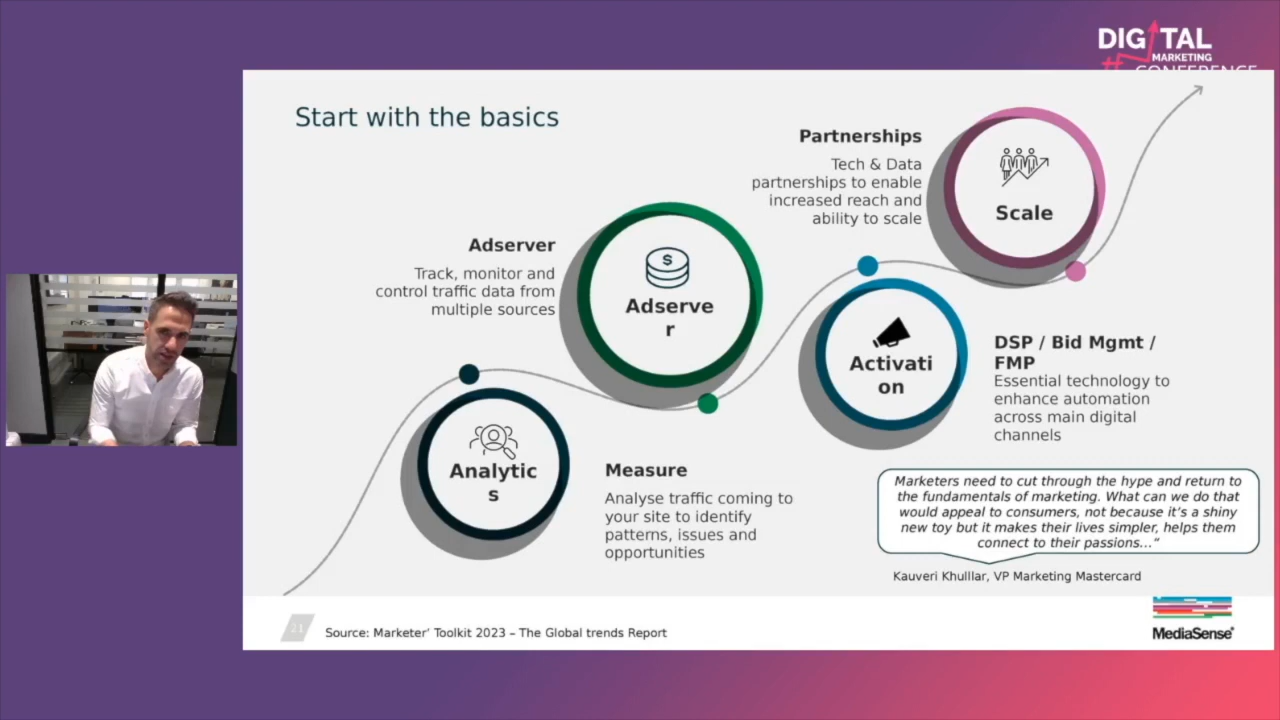 DIGITAL
MARKETING
#CONFERENCE
Start with the basics
Partnerships
Tech & Data
partnerships to enable
increased reach and
ability to scale
Scale
Adserver
Track, monitor and
control traffic data from
multiple sources
$
Adserve
r
Activati
on
DSP / Bid Mgmt /
FMP
Essential technology to
enhance automation
across main digital
channels
Analytic
s
Measure
Analyse traffic coming to
your site to identify
patterns, issues and
opportunities
Marketers need to cut through the hype and return to
the fundamentals of marketing. What can we do that
would appeal to consumers, not because it’s a shiny
new toy but it makes their lives simpler, helps them
connect to their passions…”
Kauveri Khulllar, VP Marketing Mastercard
21
Source: Marketer’ Toolkit 2023 – The Global trends Report
MediaSense